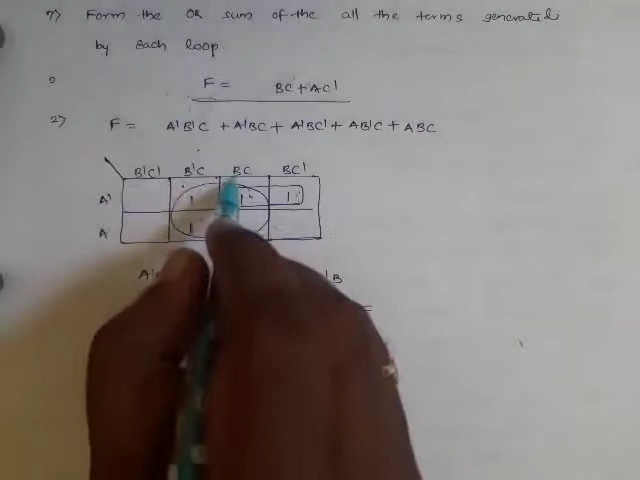 7) Form the OR sum of the all the terms generated
by each loop.
F = BC + AC'
2) F = A'B'C + A'BC + A'BC' + AB'C + ABC
B'C' B'C BC BC'
A' 1 1 1
A 1
B
=